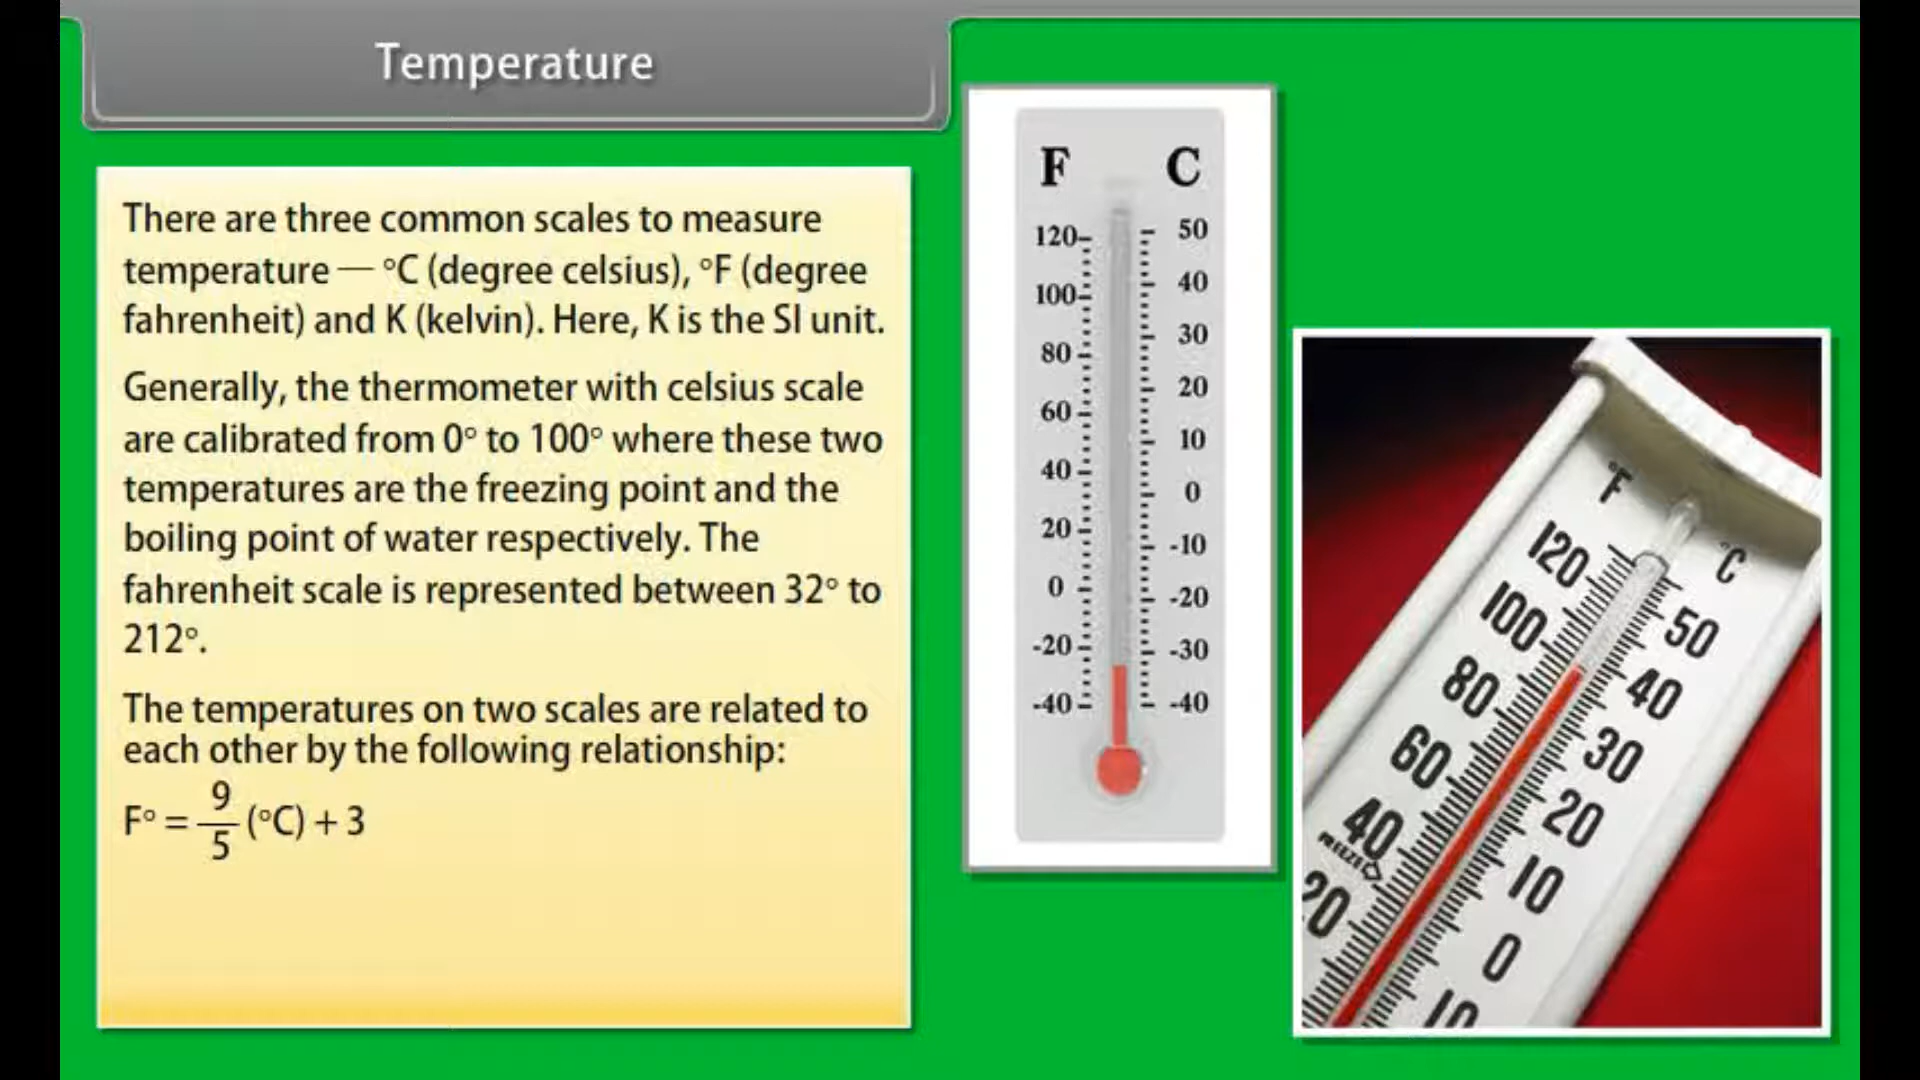 Temperature
There are three common scales to measure
temperature — °C (degree celsius), °F (degree
fahrenheit) and K (kelvin). Here, K is the SI unit.
Generally, the thermometer with celsius scale
are calibrated from 0° to 100° where these two
temperatures are the freezing point and the
boiling point of water respectively. The
fahrenheit scale is represented between 32° to
212°.
The temperatures on two scales are related to
each other by the following relationship:
F° = 9/5 (°C) + 3
F C
120 50
100 40
80 30
60 20
40 10
20 0
0 -10
-20 -20
-40 -30
-40
°F
°C
120
100
80
60
40
FREEZE
20
50
40
30
20
10
0
10